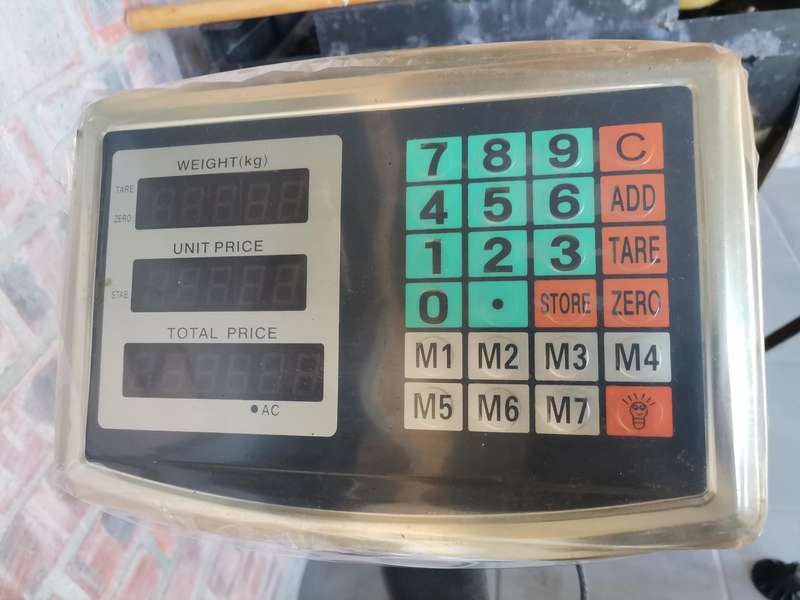 WEIGHT(kg)
TARE
ZERO
UNIT PRICE
STAB
TOTAL PRICE
AC
7 8 9 C
4 5 6 ADD
1 2 3 TARE
0 . STORE ZERO
M1 M2 M3 M4
M5 M6 M7